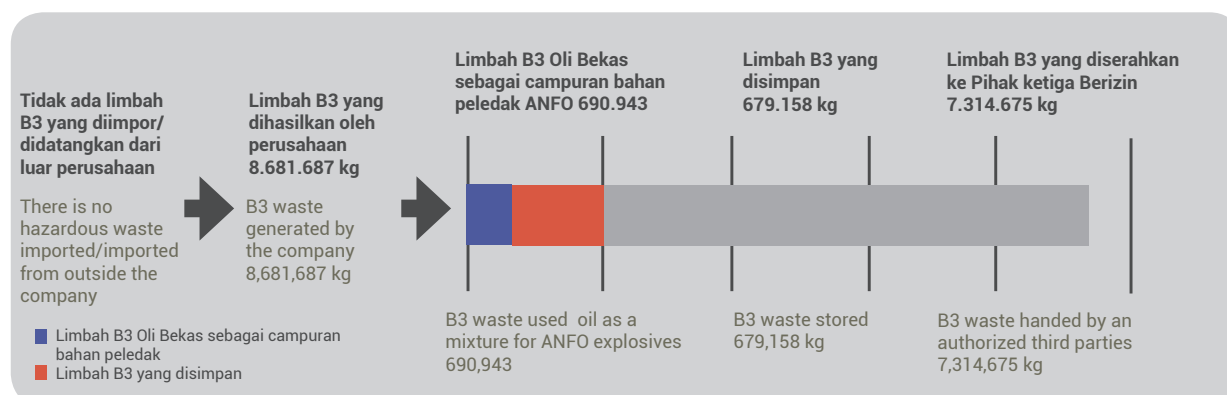 Tidak ada limbah
B3 yang diimpor/
didatangkan dari
luar perusahaan
There is no
hazardous waste
imported/imported
from outside the
company
Limbah B3 yang
dihasilkan oleh
perusahaan
8.681.687 kg
B3 waste
generated by
the company
8,681,687 kg
Limbah B3 Oli Bekas
sebagai campuran bahan
peledak ANFO 690.943
Limbah B3 yang
disimpan
679.158 kg
Limbah B3 yang diserahkan
ke Pihak ketiga Berizin
7.314.675 kg
B3 waste used oil as a
mixture for ANFO explosives
690,943
B3 waste stored
679,158 kg
B3 waste handed by an
authorized third parties
7,314,675 kg
Limbah B3 Oli Bekas sebagai campuran
bahan peledak
Limbah B3 yang disimpan